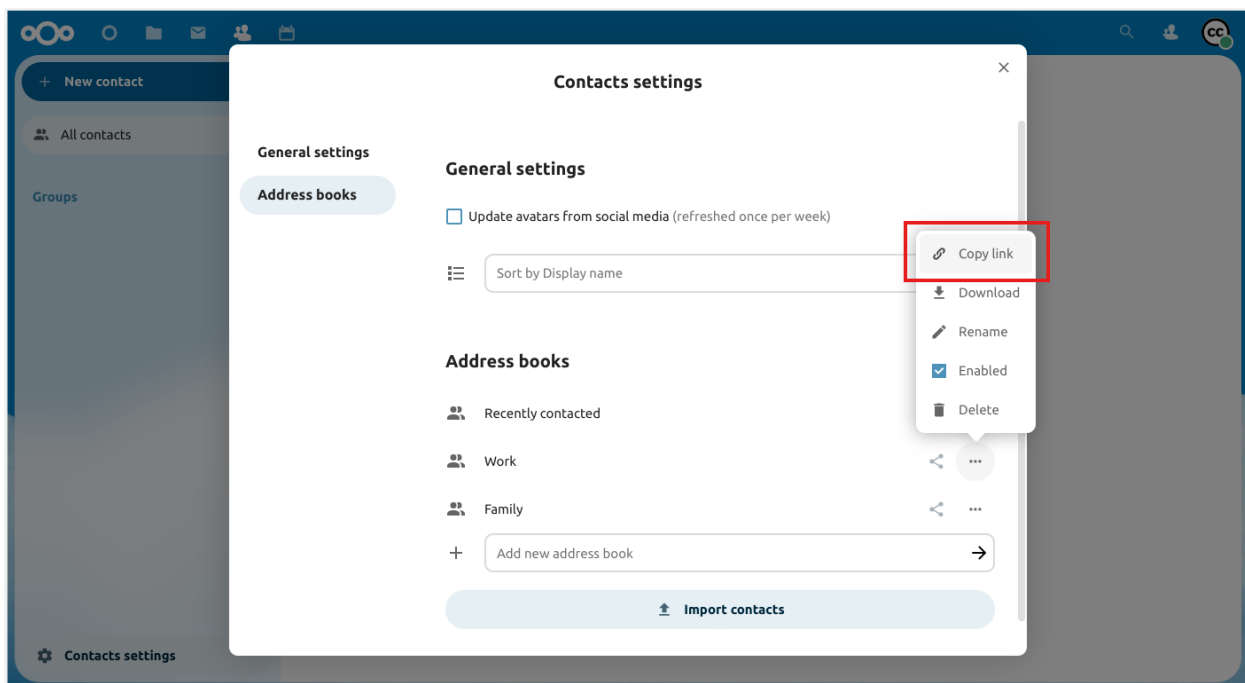 CC
New contact
All contacts
Groups
Contacts settings
Contacts settings
General settings
Address books
General settings
Update avatars from social media (refreshed once per week)
Sort by Display name
Address books
Recently contacted
Work
Family
Add new address book
Import contacts
Copy link
Download
Rename
Enabled
Delete